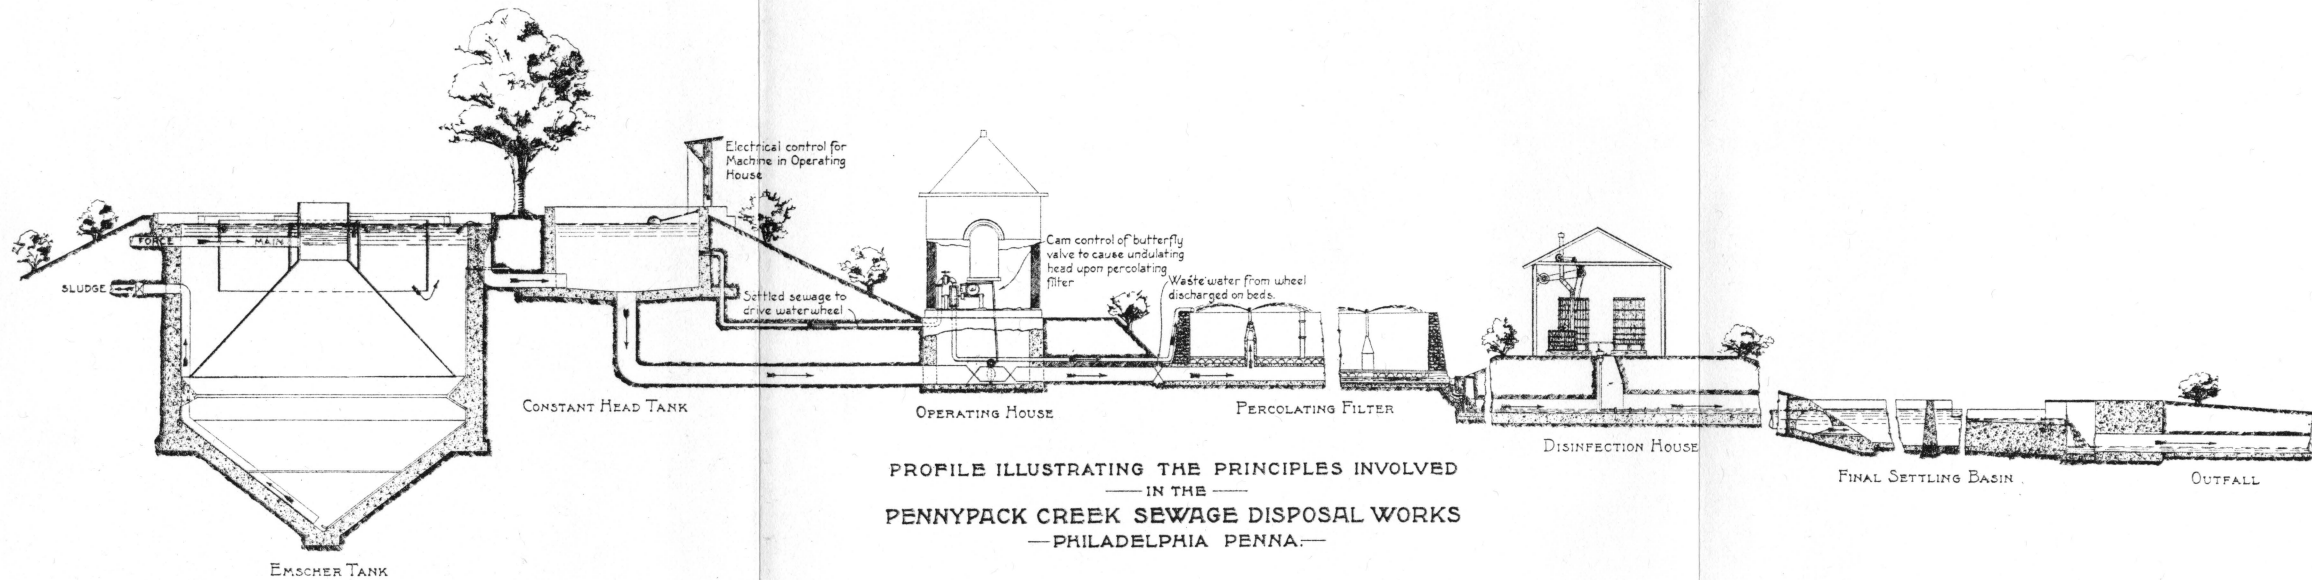 Electrical control for
Machine in Operating
House
FORCE MAIN
SLUDGE
Cam control of butterfly
valve to cause undulating
head upon percolating
filter
Waste water from wheel
discharged on beds.
Settled sewage to
drive waterwheel
CONSTANT HEAD TANK
OPERATING HOUSE
PERCOLATING FILTER
DISINFECTION HOUSE
FINAL SETTLING BASIN
OUTFALL
EMSCHER TANK
PROFILE ILLUSTRATING THE PRINCIPLES INVOLVED
— IN THE —
PENNYPACK CREEK SEWAGE DISPOSAL WORKS
— PHILADELPHIA PENNA. —